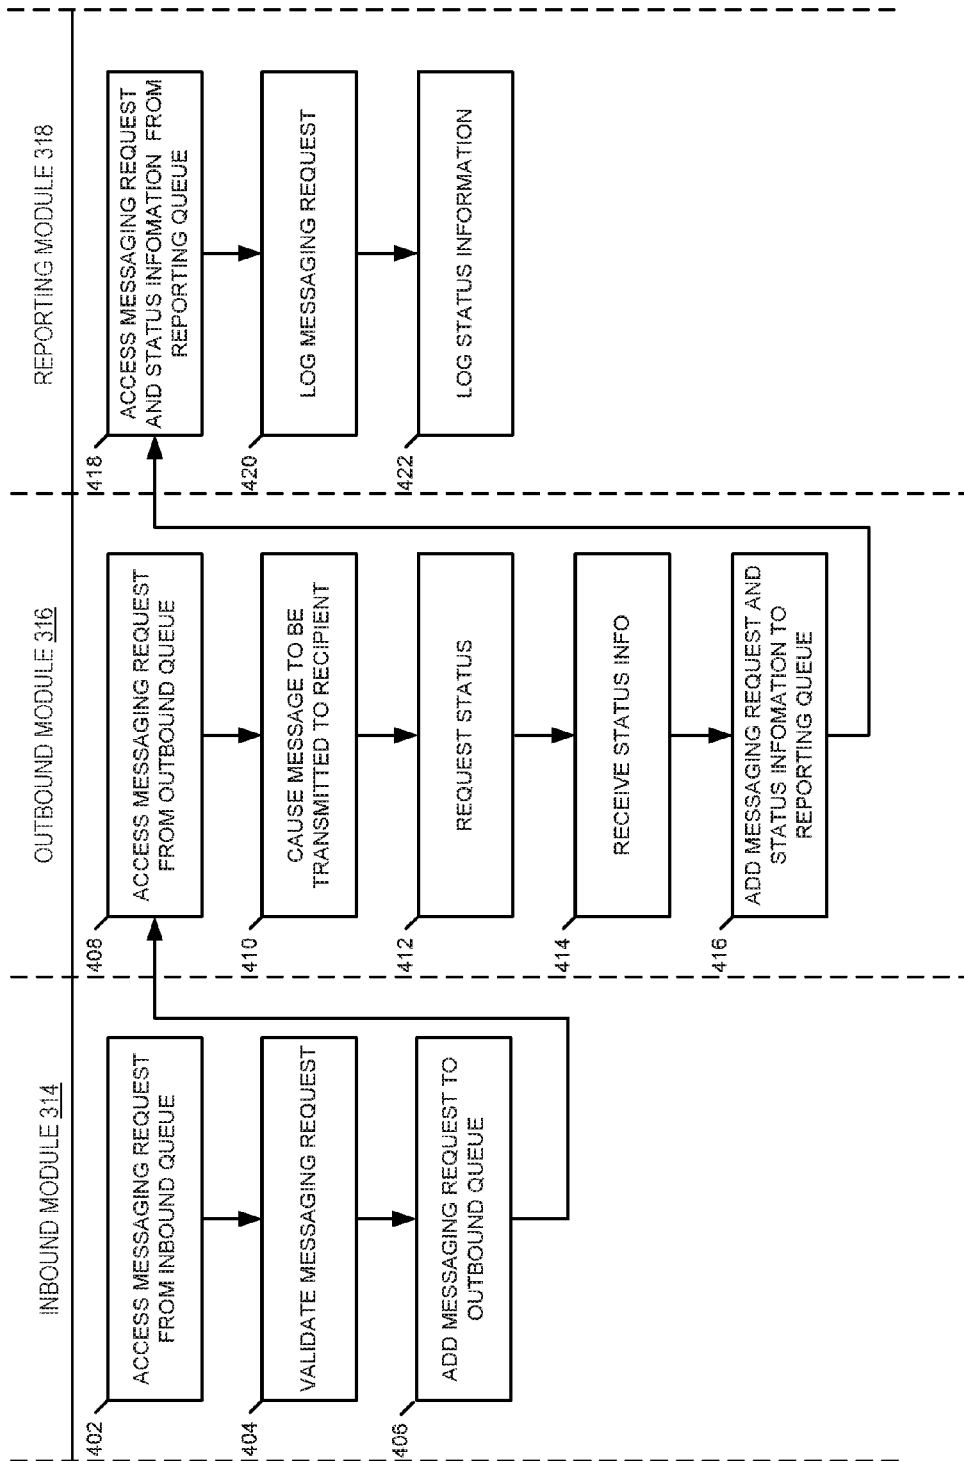 INBOUND MODULE 314
402
ACCESS MESSAGING REQUEST
FROM INBOUND QUEUE
404
VALIDATE MESSAGING REQUEST
406
ADD MESSAGING REQUEST TO
OUTBOUND QUEUE
OUTBOUND MODULE 316
408
ACCESS MESSAGING REQUEST
FROM OUTBOUND QUEUE
410
CAUSE MESSAGE TO BE
TRANSMITTED TO RECIPIENT
412
REQUEST STATUS
414
RECEIVE STATUS INFO
416
ADD MESSAGING REQUEST AND
STATUS INFOMATION TO
REPORTING QUEUE
REPORTING MODULE 318
418
ACCESS MESSAGING REQUEST
AND STATUS INFOMATION FROM
REPORTING QUEUE
420
LOG MESSAGING REQUEST
422
LOG STATUS INFORMATION